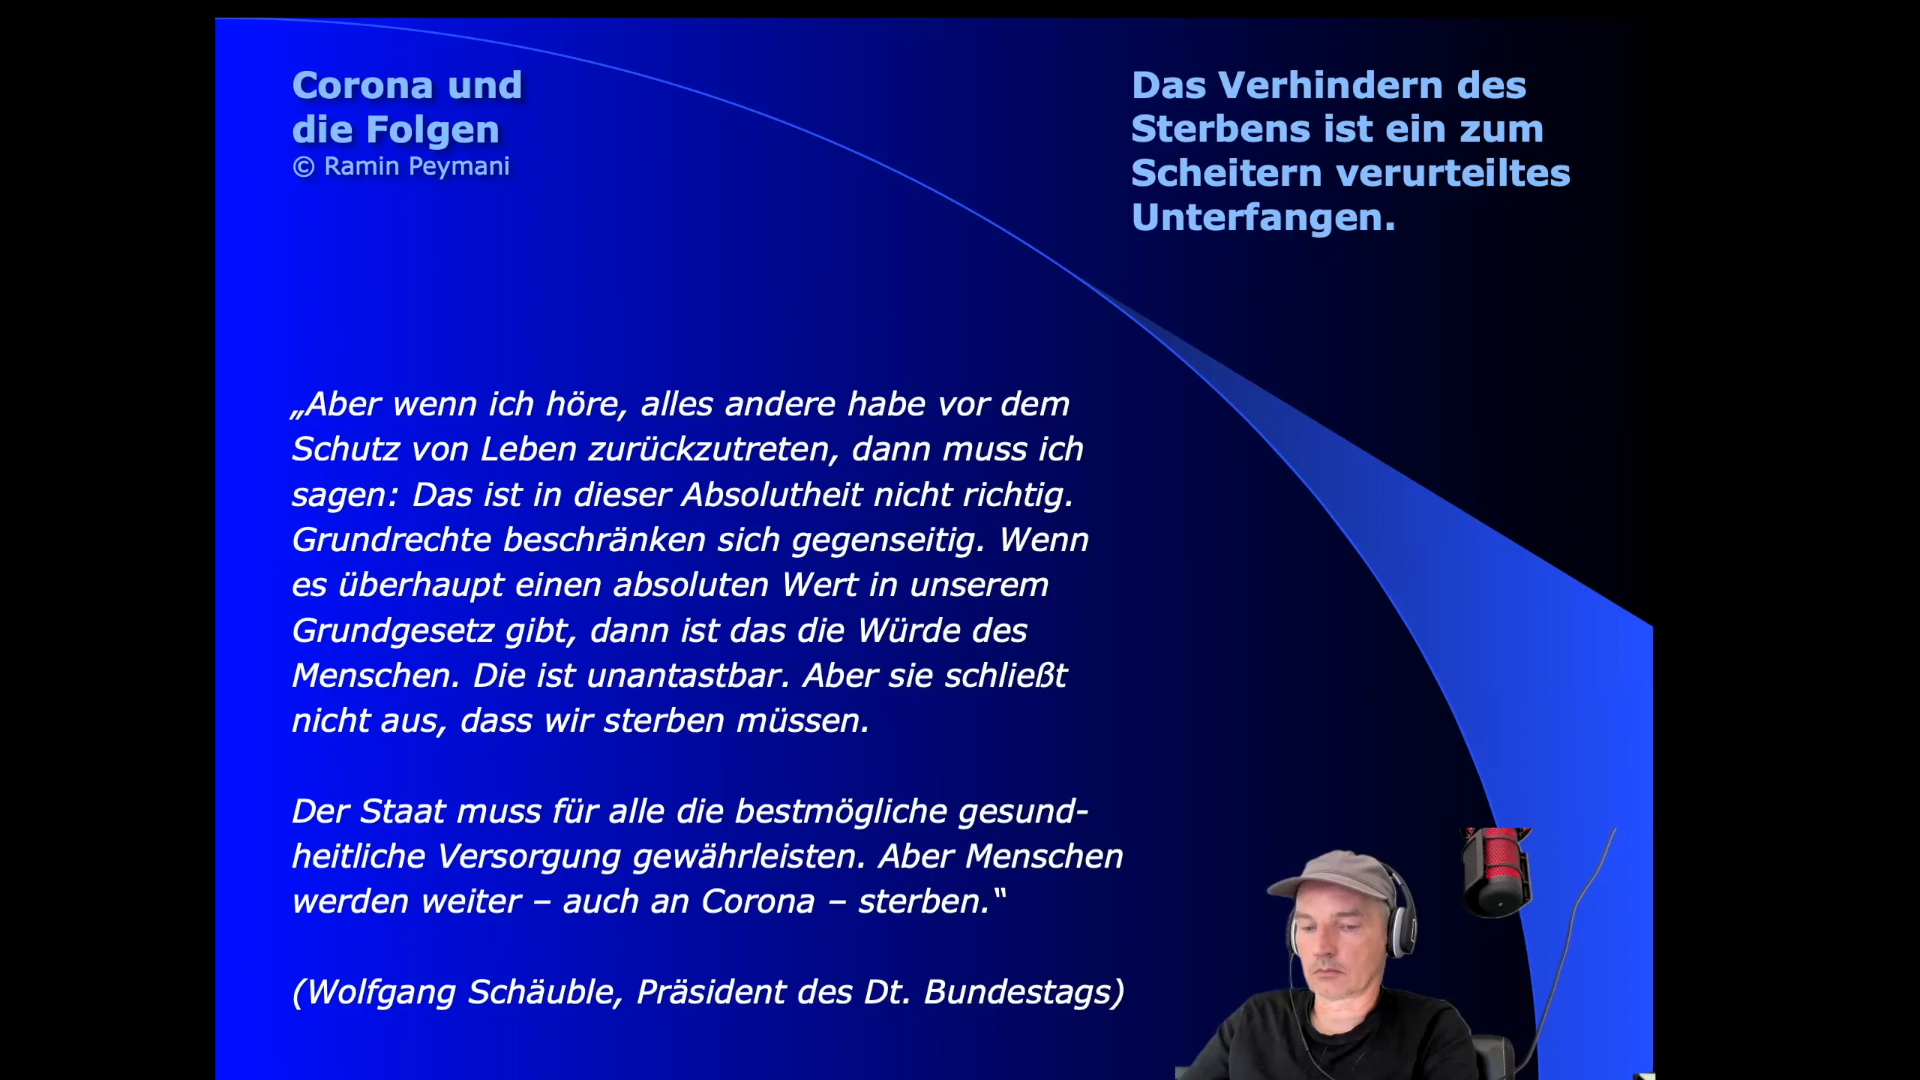 Corona und
die Folgen
© Ramin Peymani
Das Verhindern des
Sterbens ist ein zum
Scheitern verurteiltes
Unterfangen.
„Aber wenn ich höre, alles andere habe vor dem
Schutz von Leben zurückzutreten, dann muss ich
sagen: Das ist in dieser Absolutheit nicht richtig.
Grundrechte beschränken sich gegenseitig. Wenn
es überhaupt einen absoluten Wert in unserem
Grundgesetz gibt, dann ist das die Würde des
Menschen. Die ist unantastbar. Aber sie schließt
nicht aus, dass wir sterben müssen.
Der Staat muss für alle die bestmögliche gesund-
heitliche Versorgung gewährleisten. Aber Menschen
werden weiter – auch an Corona – sterben.“
(Wolfgang Schäuble, Präsident des Dt. Bundestags)